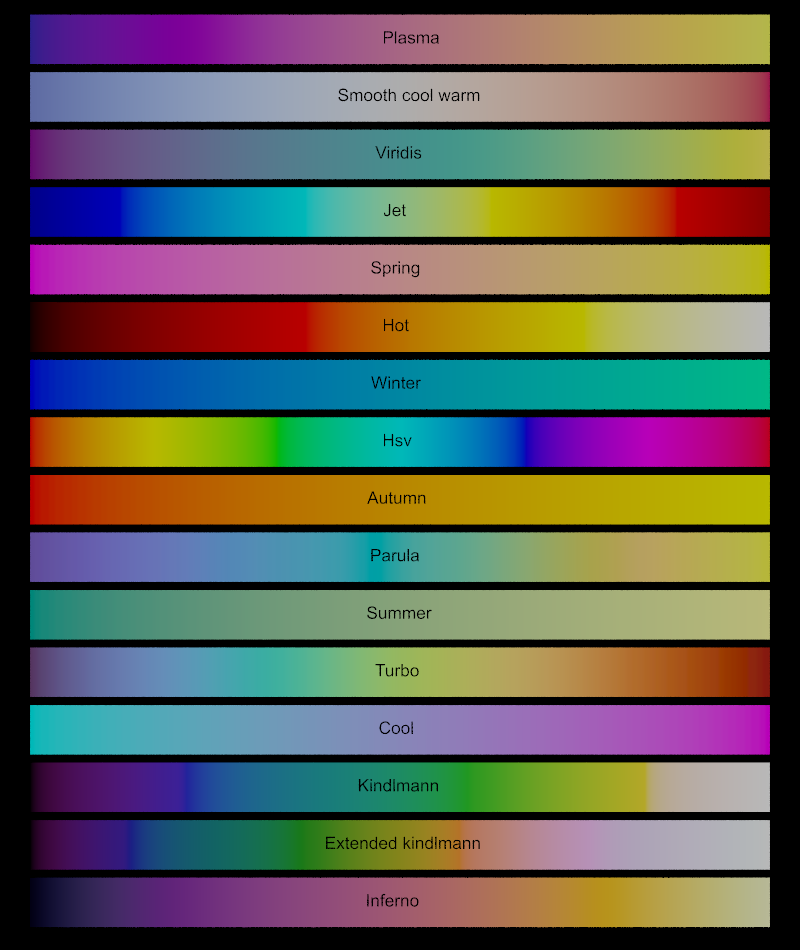 Plasma
Smooth cool warm
Viridis
Jet
Spring
Hot
Winter
Hsv
Autumn
Parula
Summer
Turbo
Cool
Kindlmann
Extended kindlmann
Inferno